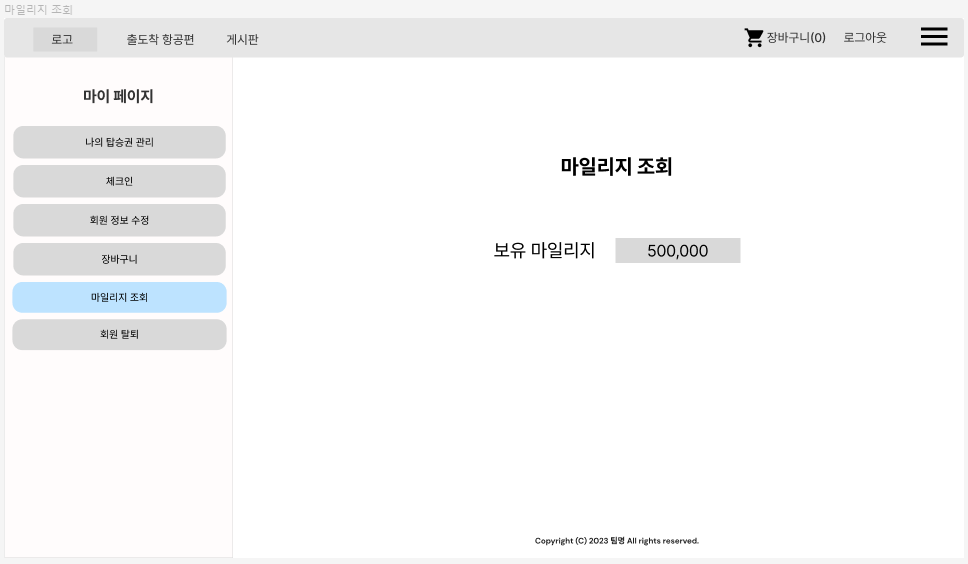 마일리지 조회
로고 출도착 항공편 게시판 장바구니(0) 로그아웃
마이 페이지
나의 탑승권 관리
체크인
회원 정보 수정
장바구니
마일리지 조회
회원 탈퇴
마일리지 조회
보유 마일리지 500,000
Copyright (C) 2023 팀명 All rights reserved.